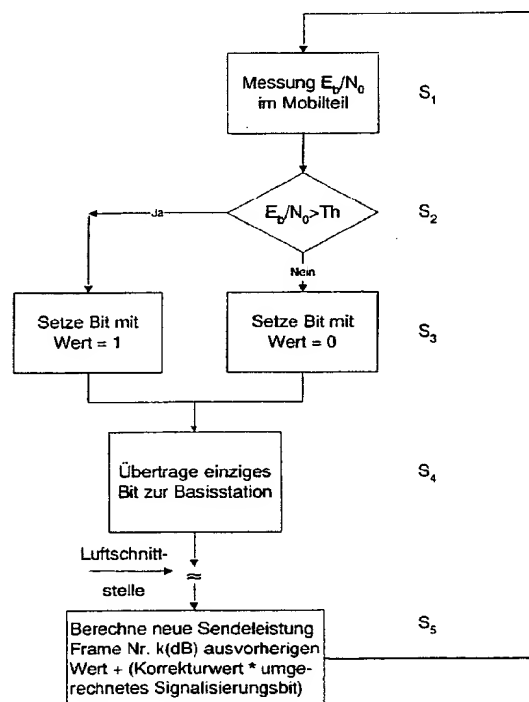 Messung E_b/N_0
im Mobilteil
S_1
E_b/N_0>Th
S_2
Ja
Nein
Setze Bit mit
Wert = 1
Setze Bit mit
Wert = 0
S_3
Übertrage einziges
Bit zur Basisstation
S_4
Luftschnitt-
stelle
≈
Berechne neue Sendeleistung
Frame Nr. k(dB) ausvorherigen
Wert + (Korrekturwert * umge-
rechnetes Signalisierungsbit)
S_5